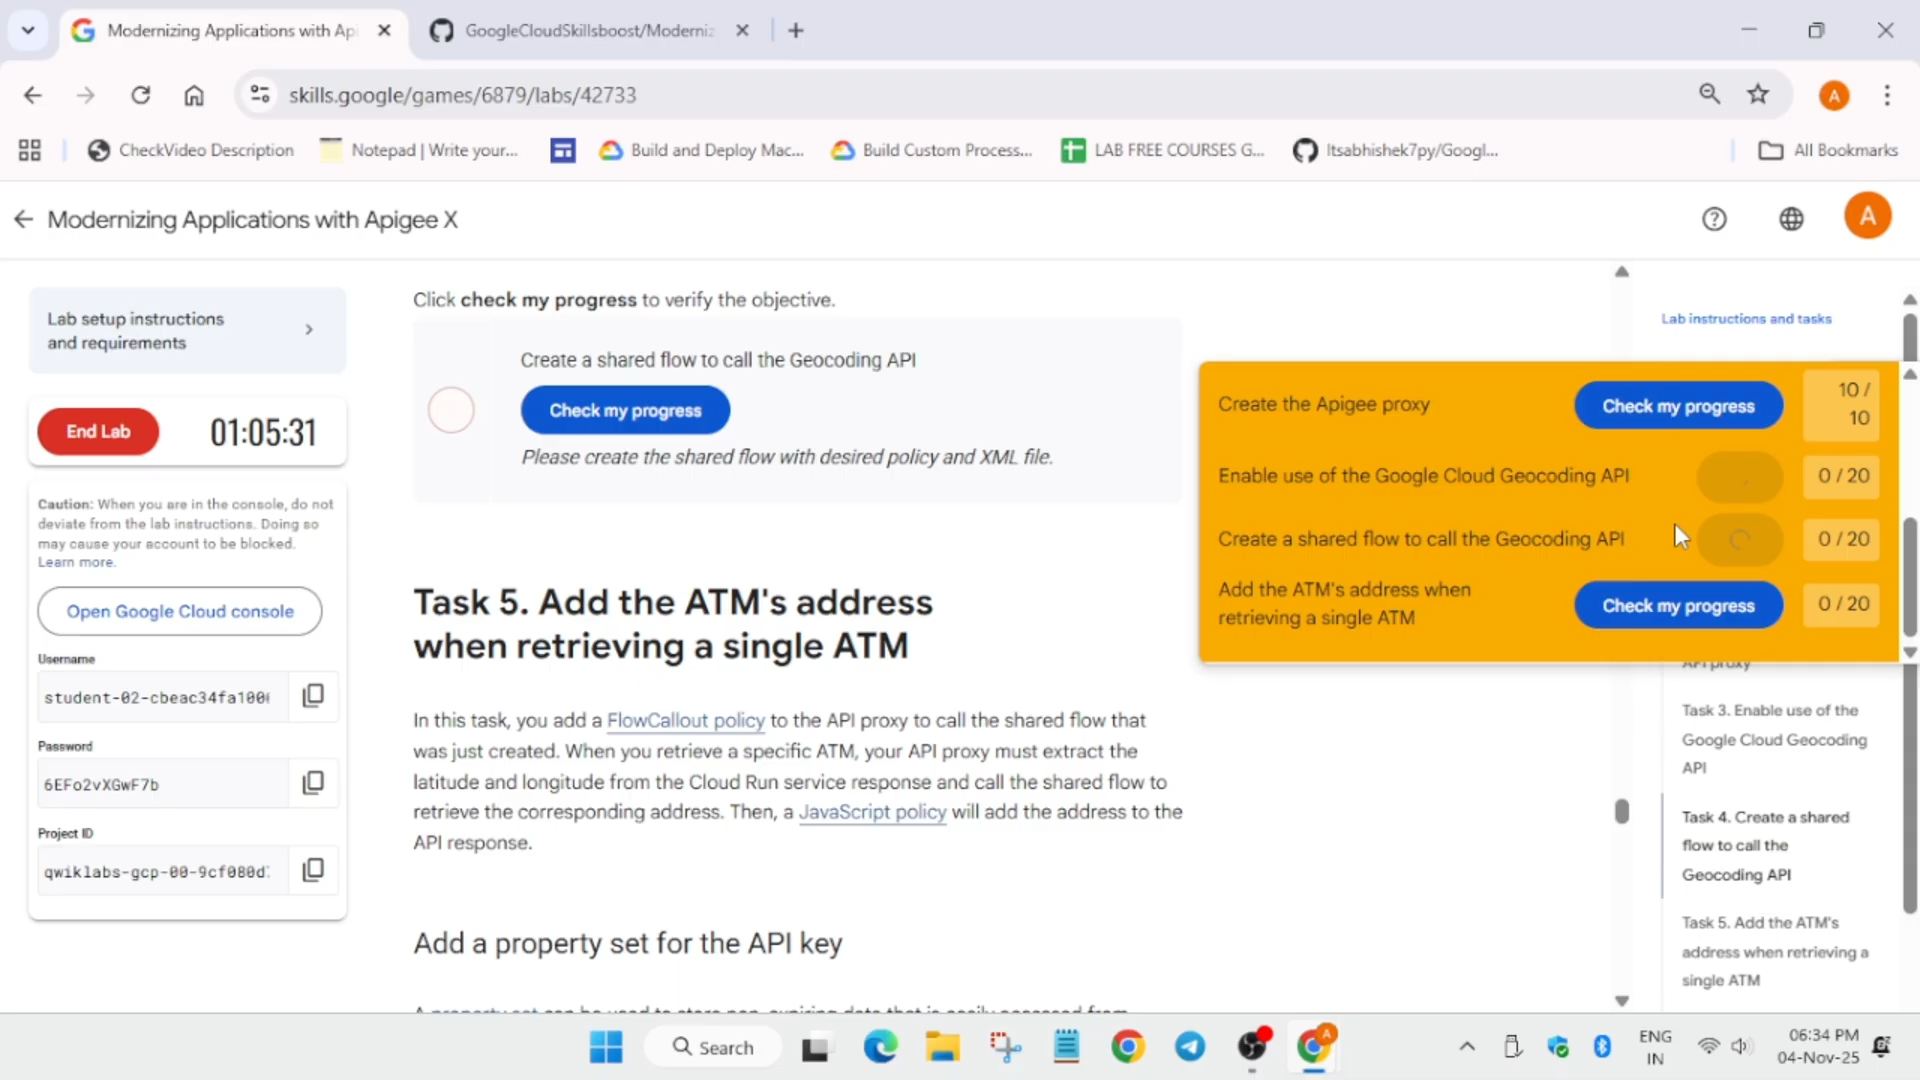 Modernizing Applications with Api
GoogleCloudSkillsboost/Moderniz
skills.google/games/6879/labs/42733
A
CheckVideo Description
Notepad | Write your...
Build and Deploy Mac...
Build Custom Process...
LAB FREE COURSES G...
Itsabhishek7py/Googl...
All Bookmarks
Modernizing Applications with Apigee X
A
Lab setup instructions
and requirements
End Lab
01:05:31
Caution: When you are in the console, do not
deviate from the lab instructions. Doing so
may cause your account to be blocked.
Learn more.
Open Google Cloud console
Username
student-02-cbeac34fa100
Password
6EFo2vXGwF7b
Project ID
qwiklabs-gcp-00-9cf080d
Click check my progress to verify the objective.
Create a shared flow to call the Geocoding API
Check my progress
Please create the shared flow with desired policy and XML file.
Task 5. Add the ATM's address
when retrieving a single ATM
In this task, you add a FlowCallout policy to the API proxy to call the shared flow that
was just created. When you retrieve a specific ATM, your API proxy must extract the
latitude and longitude from the Cloud Run service response and call the shared flow to
retrieve the corresponding address. Then, a JavaScript policy will add the address to the
API response.
Add a property set for the API key
Lab instructions and tasks
Create the Apigee proxy
Check my progress
10 /
10
Enable use of the Google Cloud Geocoding API
0 / 20
Create a shared flow to call the Geocoding API
0 / 20
Add the ATM's address when
retrieving a single ATM
Check my progress
0 / 20
API proxy
Task 3. Enable use of the
Google Cloud Geocoding
API
Task 4. Create a shared
flow to call the
Geocoding API
Task 5. Add the ATM's
address when retrieving a
single ATM
Search
ENG
IN
06:34 PM
04-Nov-25